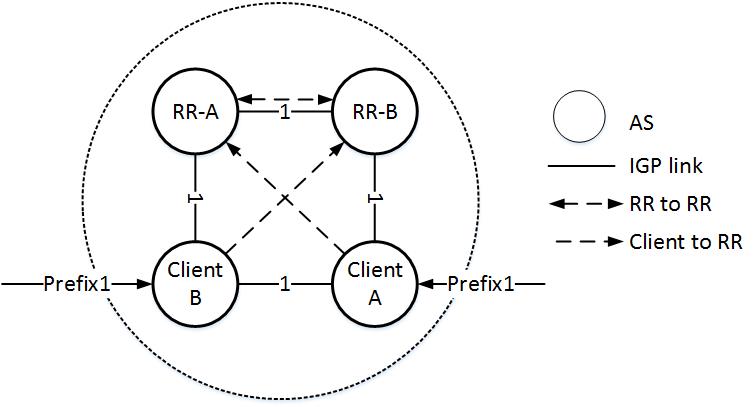 RR-A
1
RR-B
AS
IGP link
RR to RR
Client to RR
1
1
Client
B
1
Client
A
Prefix1
Prefix1